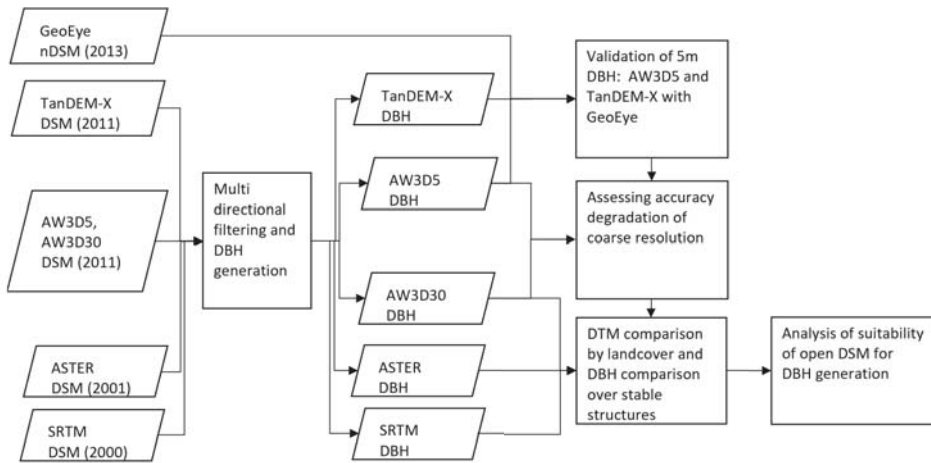 GeoEye
nDSM (2013)
TanDEM-X
DSM (2011)
AW3D5,
AW3D30
DSM (2011)
ASTER
DSM (2001)
SRTM
DSM (2000)
Multi
directional
filtering and
DBH
generation
TanDEM-X
DBH
AW3D5
DBH
AW3D30
DBH
ASTER
DBH
SRTM
DBH
Validation of 5m
DBH: AW3D5 and
TanDEM-X with
GeoEye
Assessing accuracy
degradation of
coarse resolution
DTM comparison
by landcover and
DBH comparison
over stable
structures
Analysis of suitability
of open DSM for
DBH generation